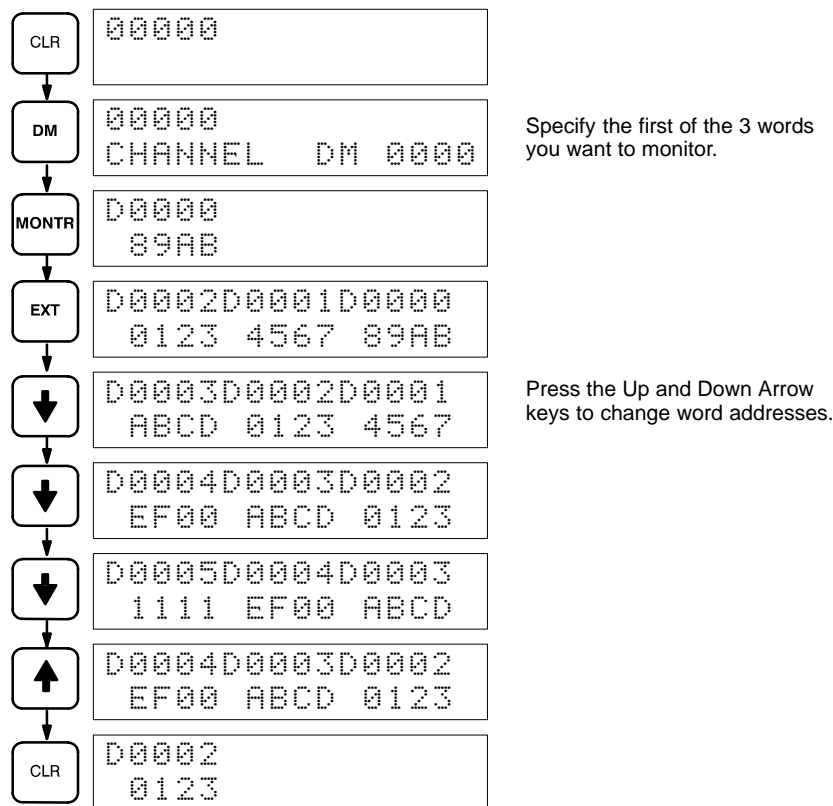 CLR
00000
DM
00000
CHANNEL DM 0000
Specify the first of the 3 words
you want to monitor.
MONTR
D0000
89AB
EXT
D0002D0001D0000
0123 4567 89AB
D0003D0002D0001
ABCD 0123 4567
Press the Up and Down Arrow
keys to change word addresses.
D0004D0003D0002
EF00 ABCD 0123
D0005D0004D0003
1111 EF00 ABCD
D0004D0003D0002
EF00 ABCD 0123
CLR
D0002
0123